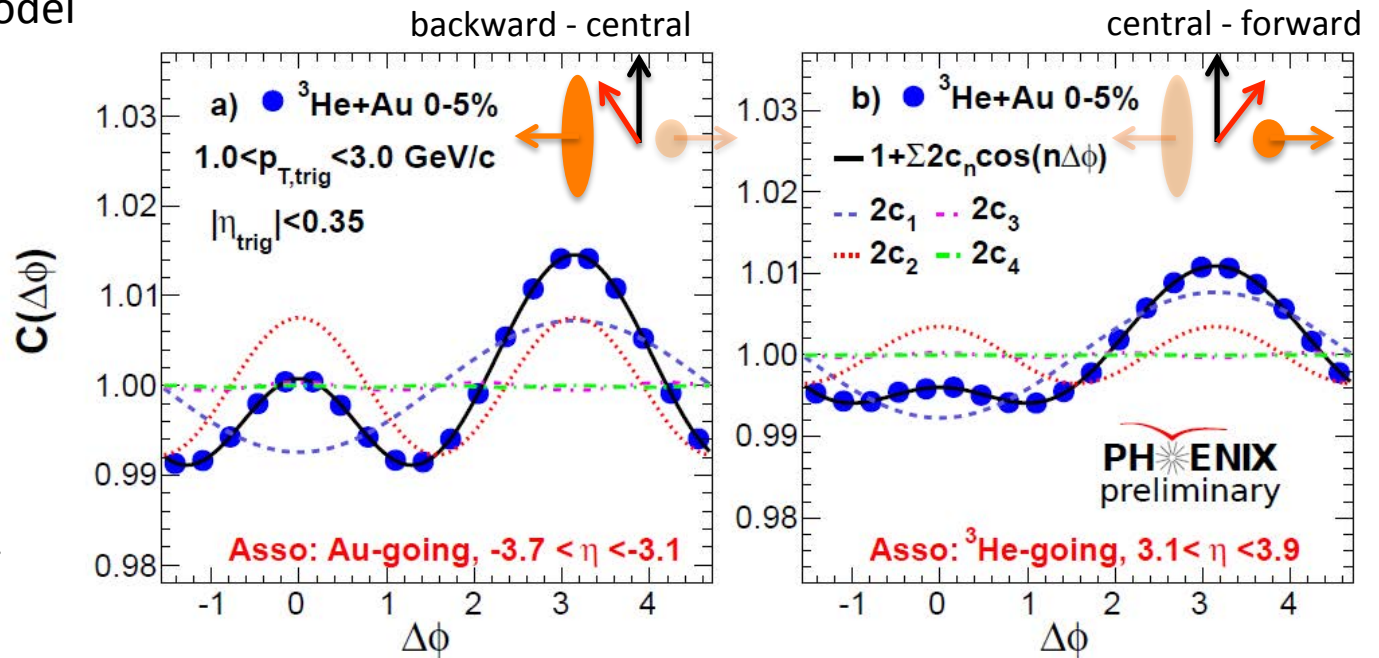 odel
backward - central
central - forward
a) ³He+Au 0-5%
1.0<p_T,trig<3.0 GeV/c
|η_trig|<0.35
C(Δϕ)
1.03
1.02
1.01
1.00
0.99
0.98
Asso: Au-going, -3.7 < η <-3.1
-1 0 1 2 3 4
Δϕ
b) ³He+Au 0-5%
1+Σ2c_n cos(nΔϕ)
2c₁ 2c₃
2c₂ 2c₄
1.03
1.02
1.01
1.00
0.99
0.98
PHENIX
preliminary
Asso: ³He-going, 3.1< η <3.9
-1 0 1 2 3 4
Δϕ